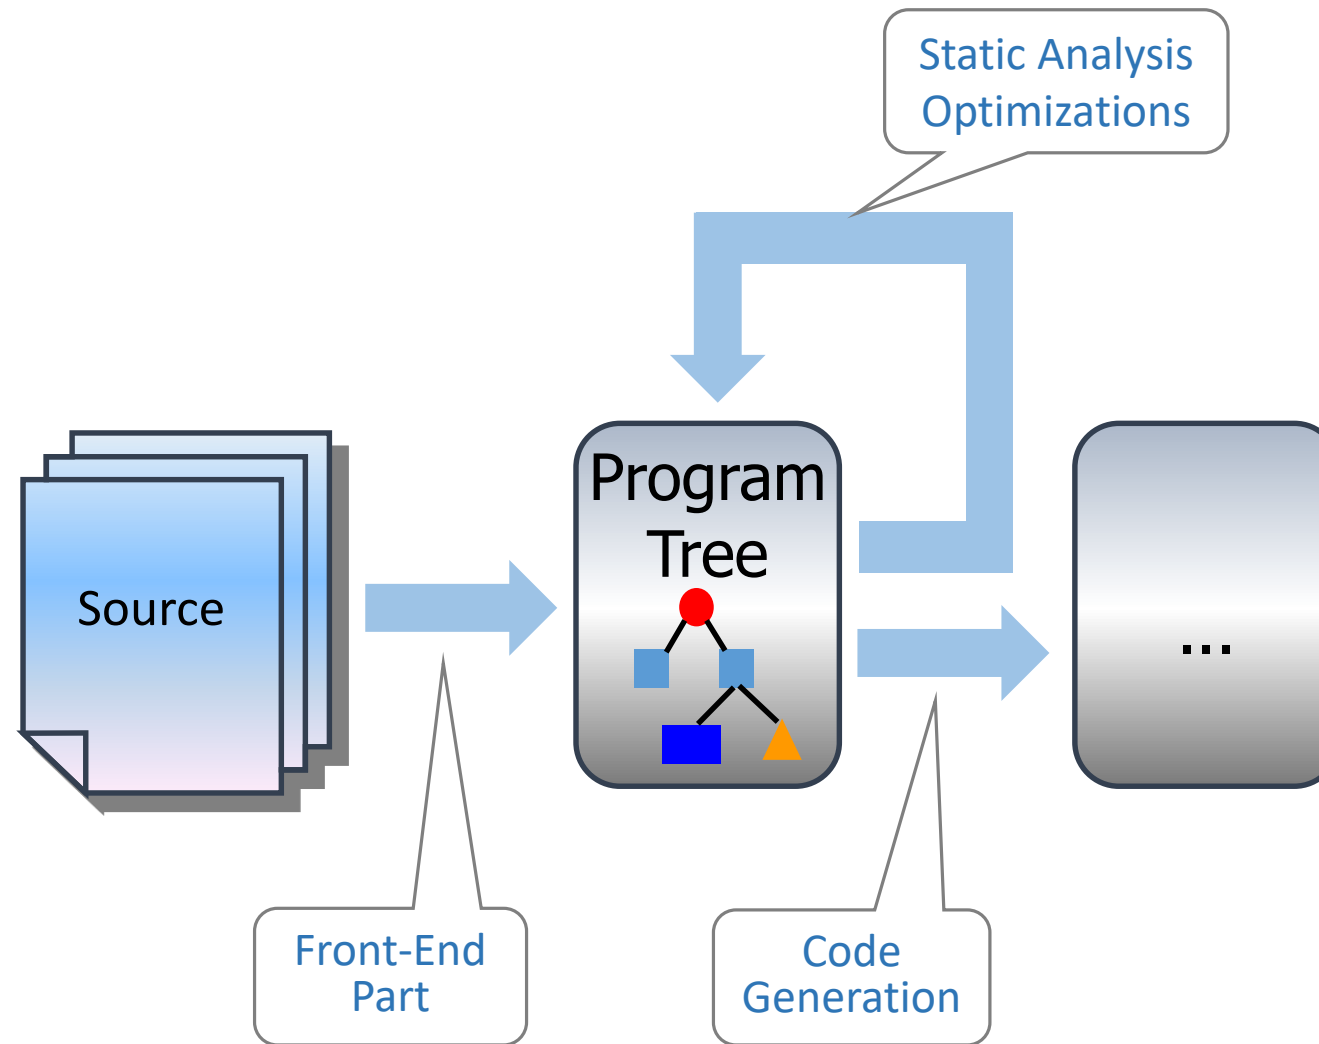 Static Analysis
Optimizations
Program
Tree
Source
...
Front-End
Part
Code
Generation